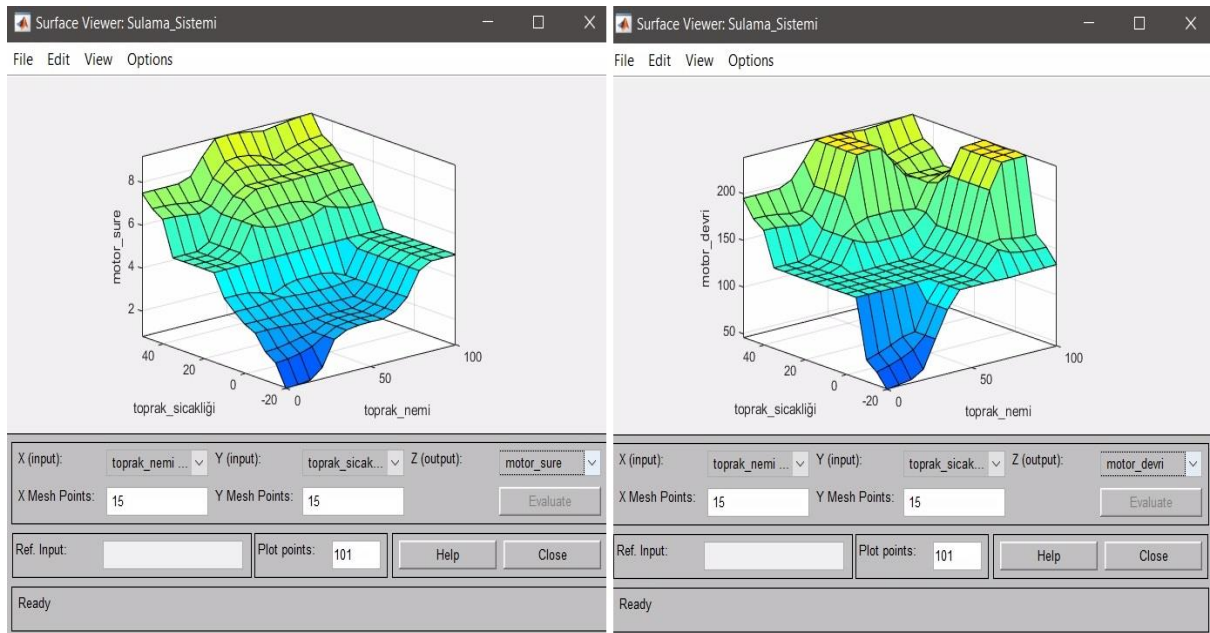 Surface Viewer: Sulama_Sistemi
File Edit View Options
8
6
4
2
motor_sure
40
20
0
-20
toprak_sicakliği
0
50
100
toprak_nemi
X (input):
toprak_nemi ...
Y (input):
toprak_sicak...
Z (output):
motor_sure
X Mesh Points:
15
Y Mesh Points:
15
Evaluate
Ref. Input:
Plot points:
101
Help
Close
Ready
Surface Viewer: Sulama_Sistemi
File Edit View Options
200
150
100
50
motor_devri
40
20
0
-20
toprak_sicakliği
0
50
100
toprak_nemi
X (input):
toprak_nemi ...
Y (input):
toprak_sicak...
Z (output):
motor_devri
X Mesh Points:
15
Y Mesh Points:
15
Evaluate
Ref. Input:
Plot points:
101
Help
Close
Ready